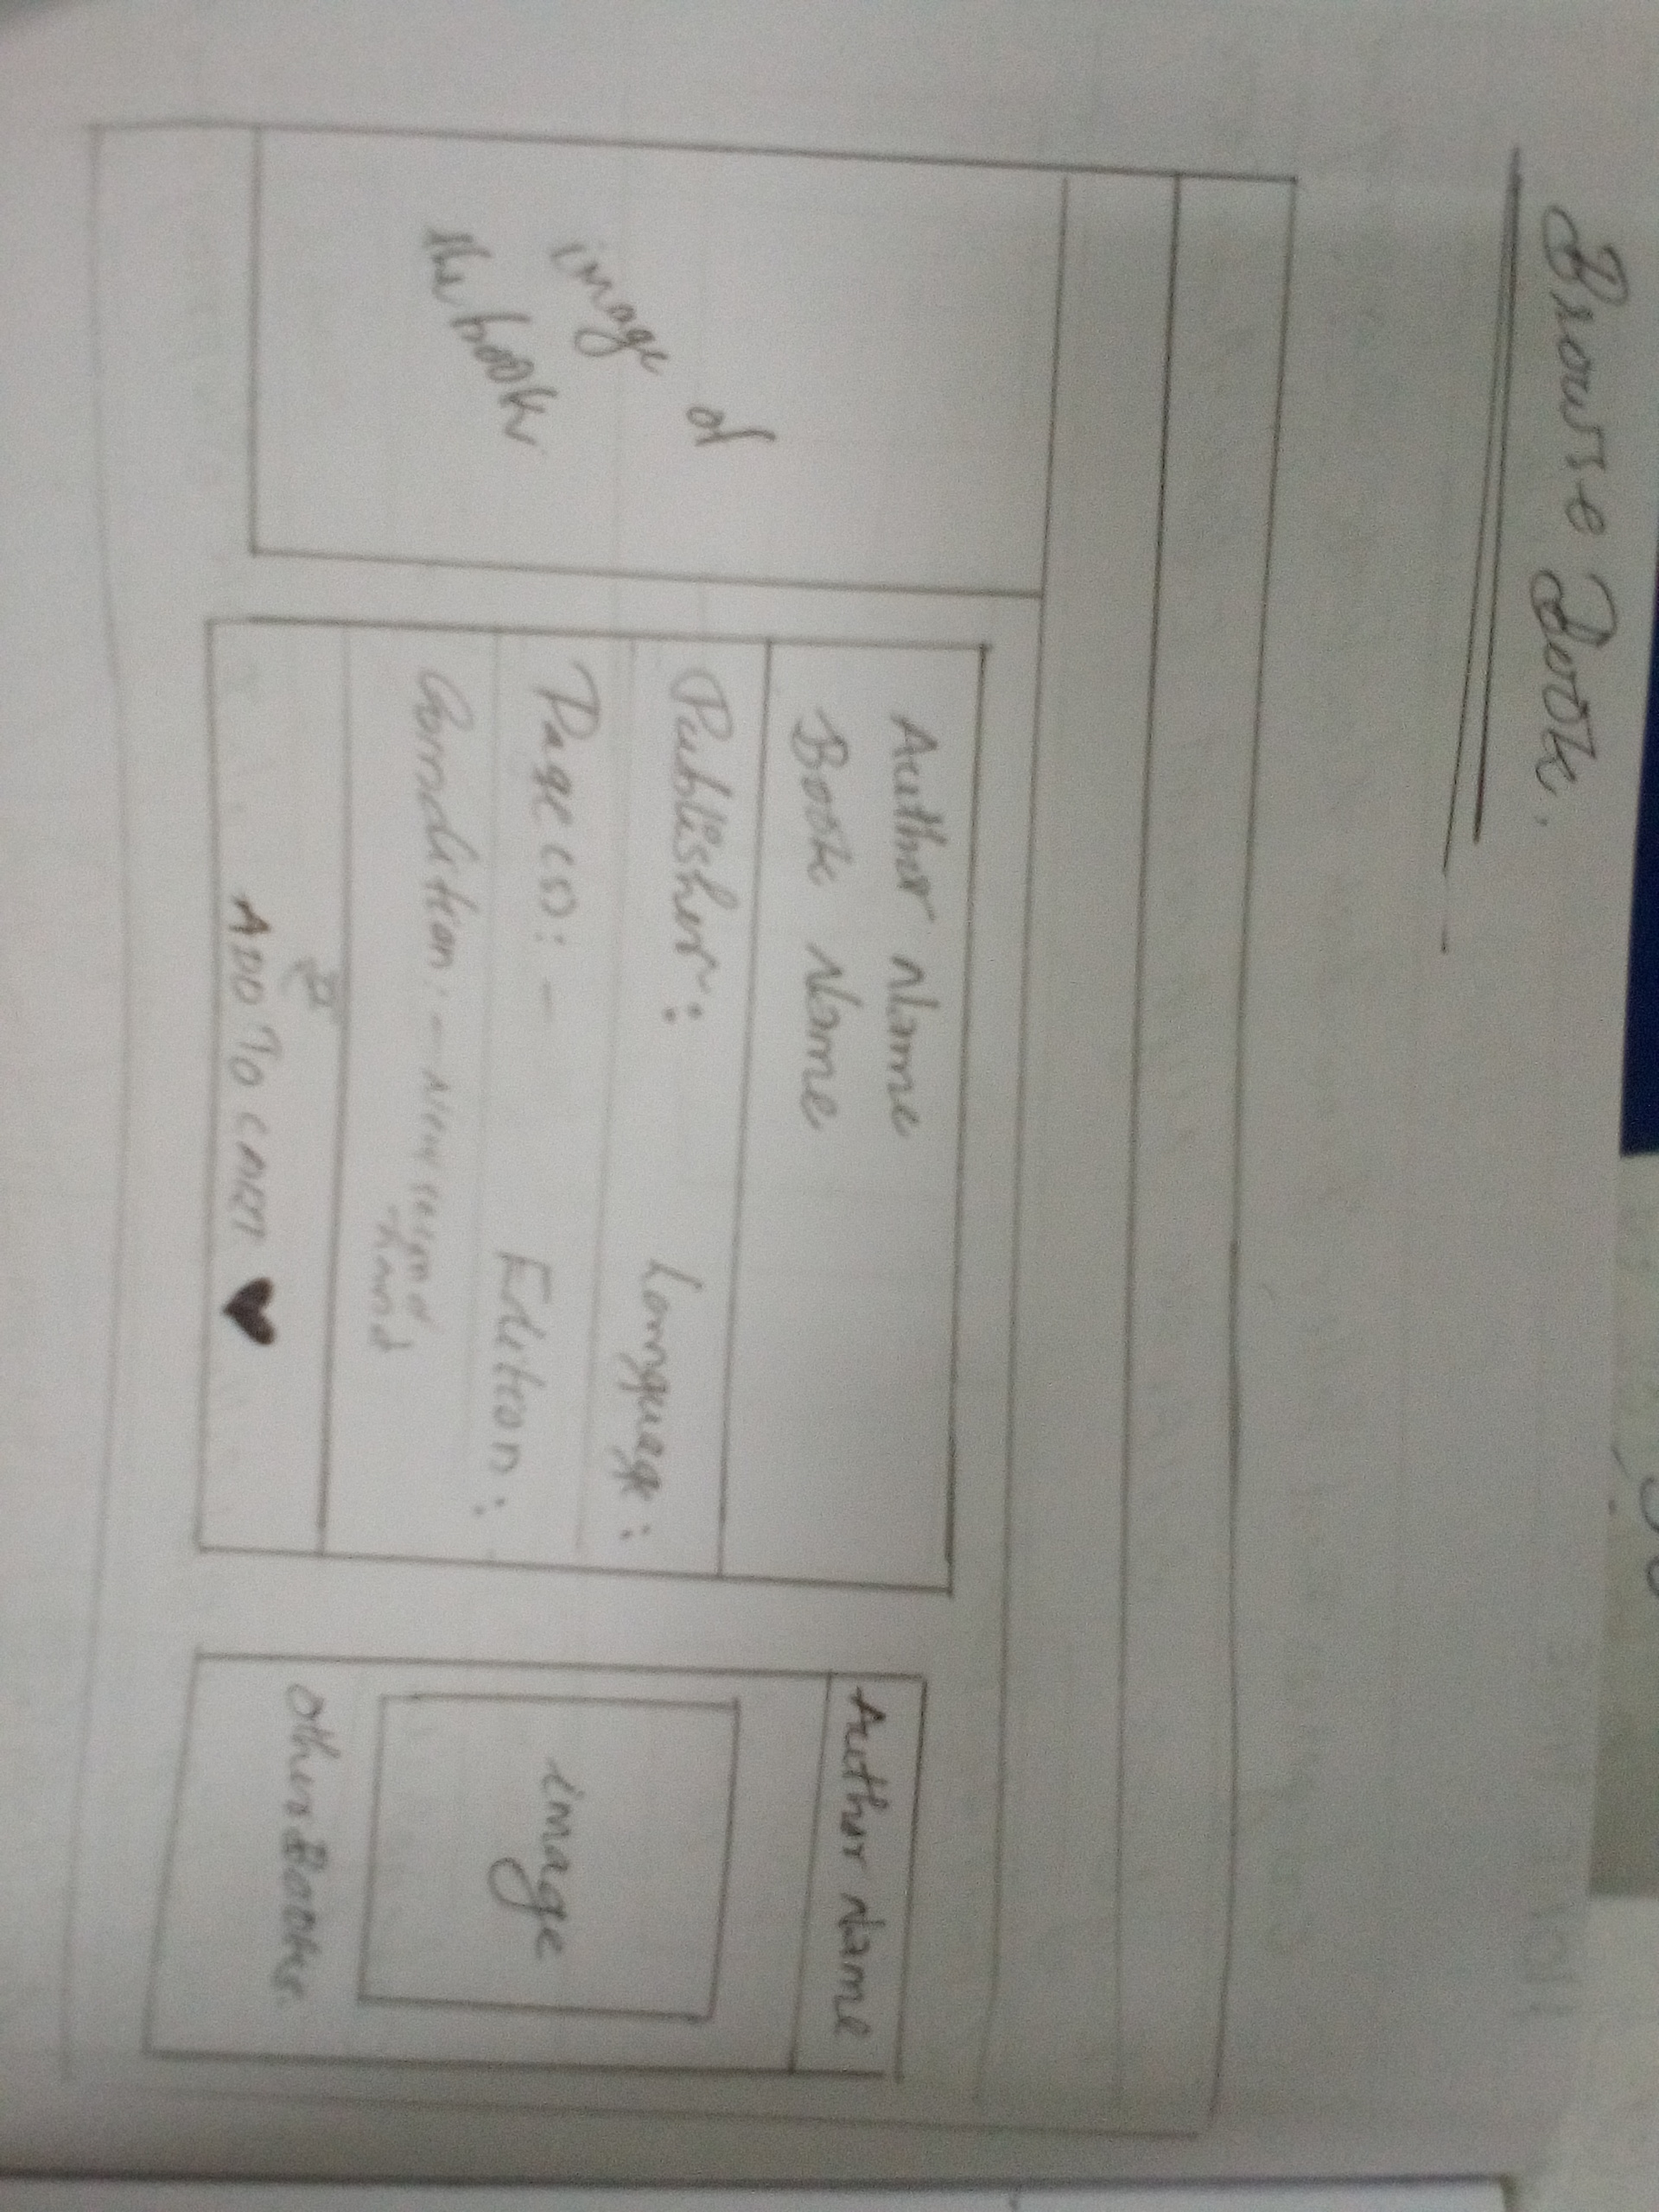 Browse Book.
Author Name
Book Name
Publisher :
Language :
Page(s): -
Edition :
Condition : - New second
hand
₹
ADD TO CART ♥
image of
the book
Author Name
image
Other Books.